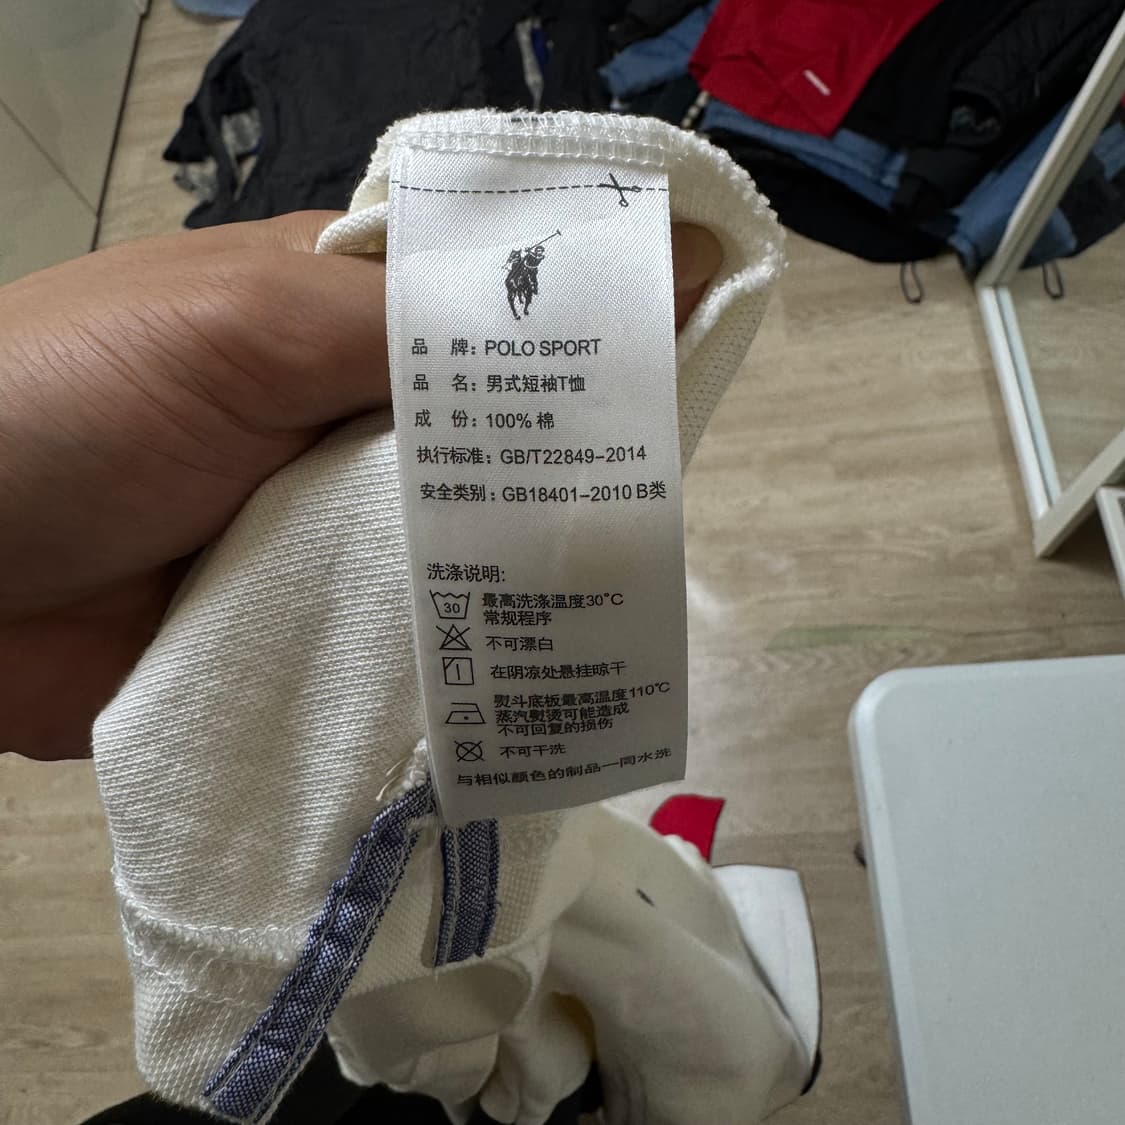 品 牌: POLO SPORT
品 名: 男式短袖T恤
成 份: 100% 棉
执行标准: GB/T22849-2014
安全类别: GB18401-2010 B类
洗涤说明:
30
最高洗涤温度30°C
常规程序
不可漂白
在阴凉处悬挂晾干
熨斗底板最高温度110°C
蒸汽熨烫可能造成
不可回复的损伤
不可干洗
与相似颜色的制品一同水洗